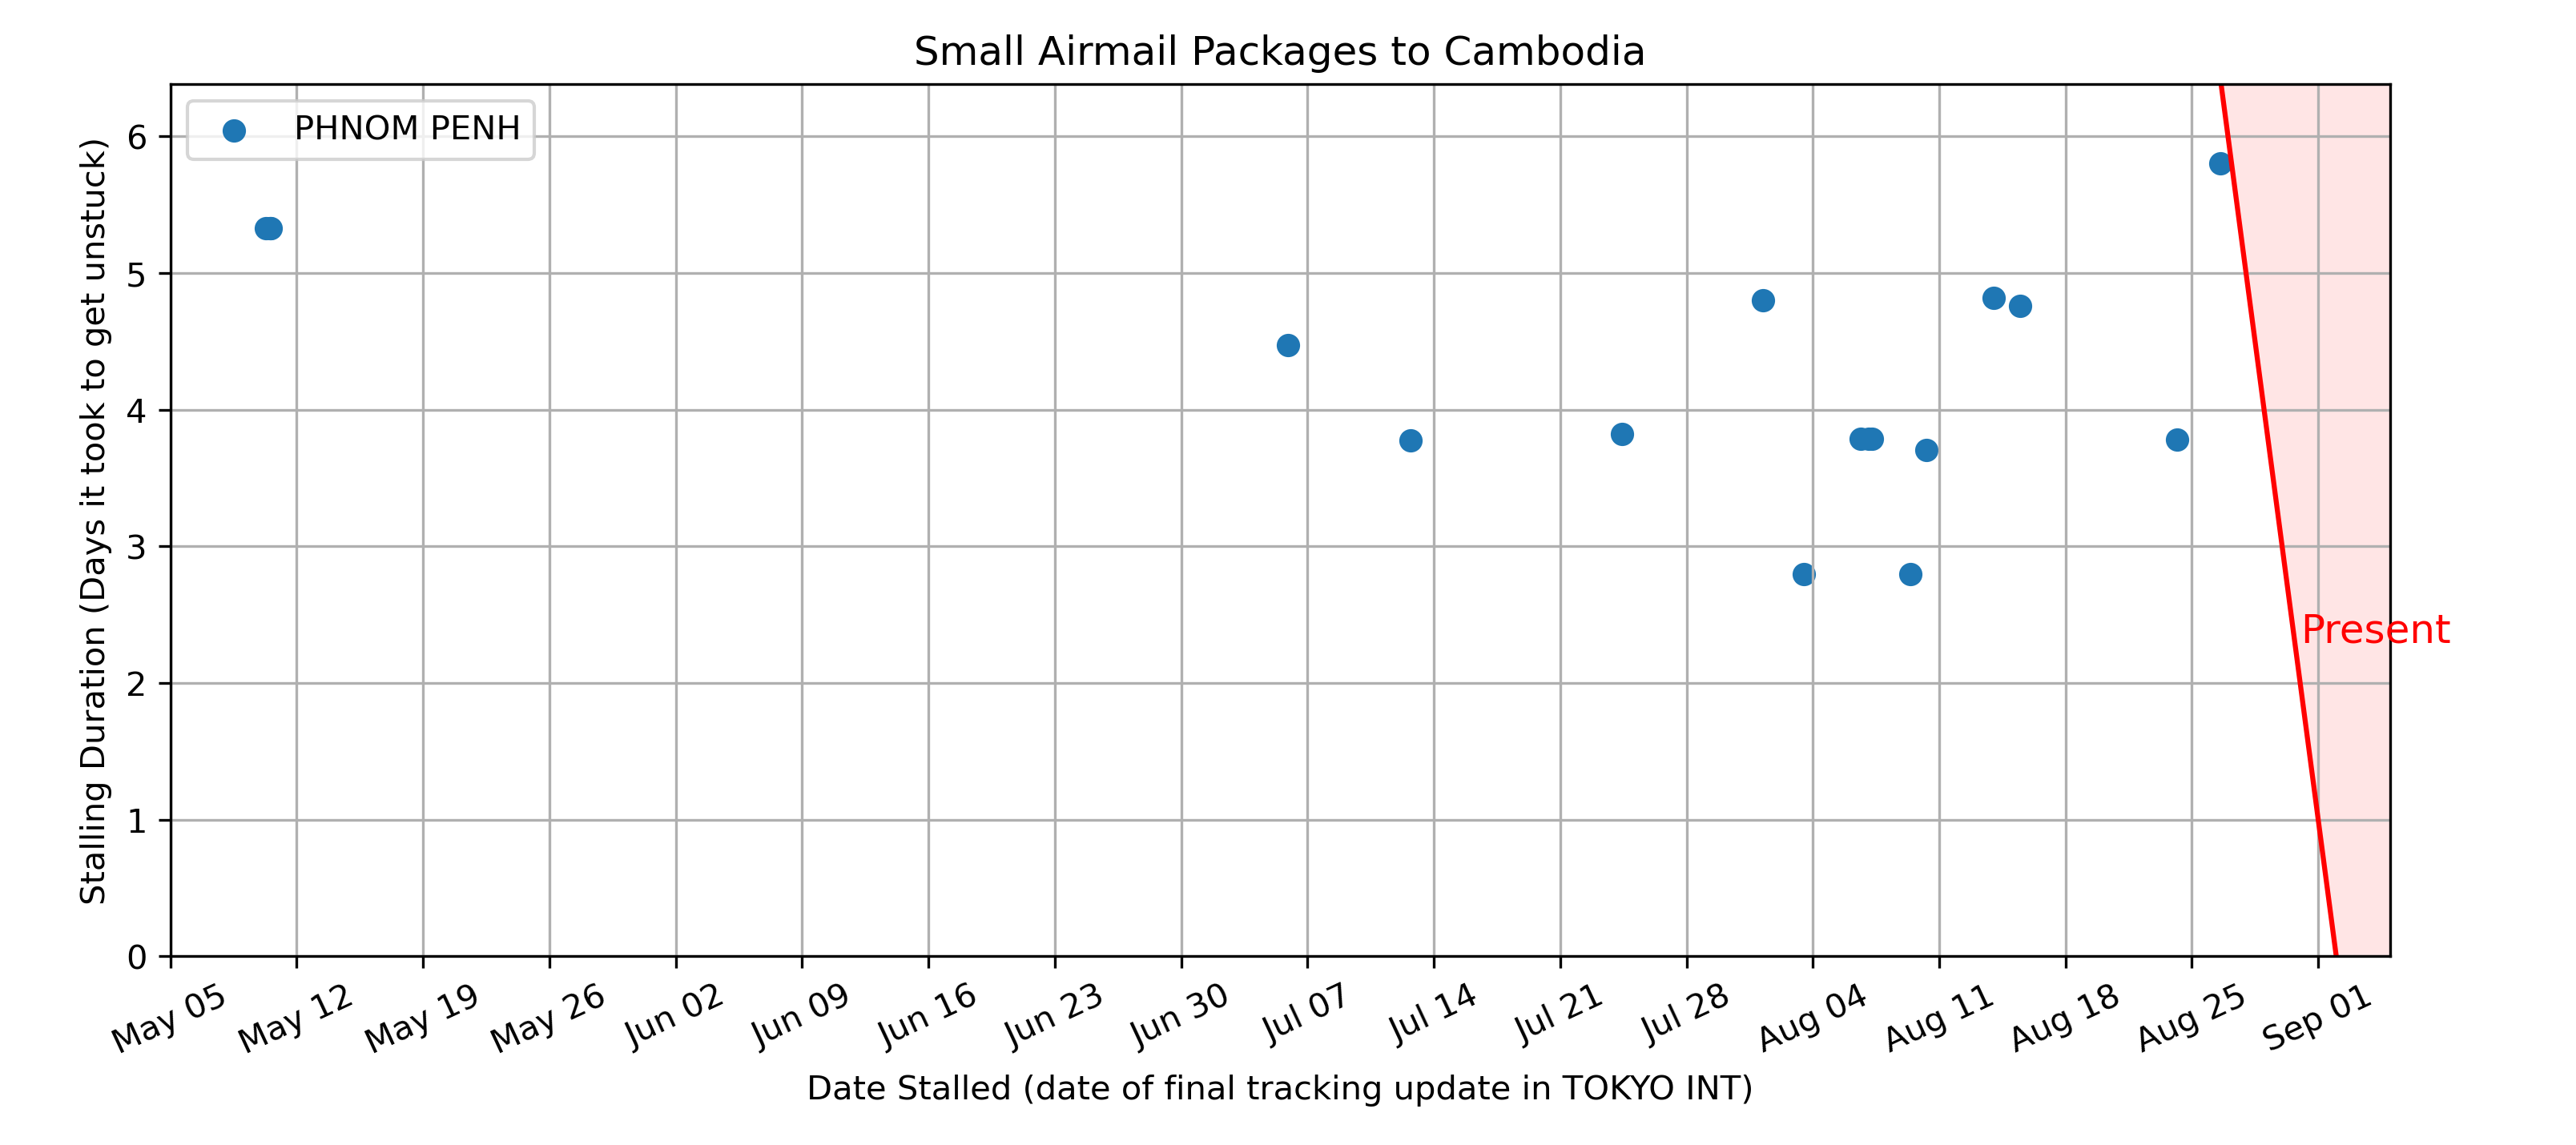 Small Airmail Packages to Cambodia
PHNOM PENH
Stalling Duration (Days it took to get unstuck)
6
5
4
3
2
1
0
Present
May 05
May 12
May 19
May 26
Jun 02
Jun 09
Jun 16
Jun 23
Jun 30
Jul 07
Jul 14
Jul 21
Jul 28
Aug 04
Aug 11
Aug 18
Aug 25
Sep 01
Date Stalled (date of final tracking update in TOKYO INT)